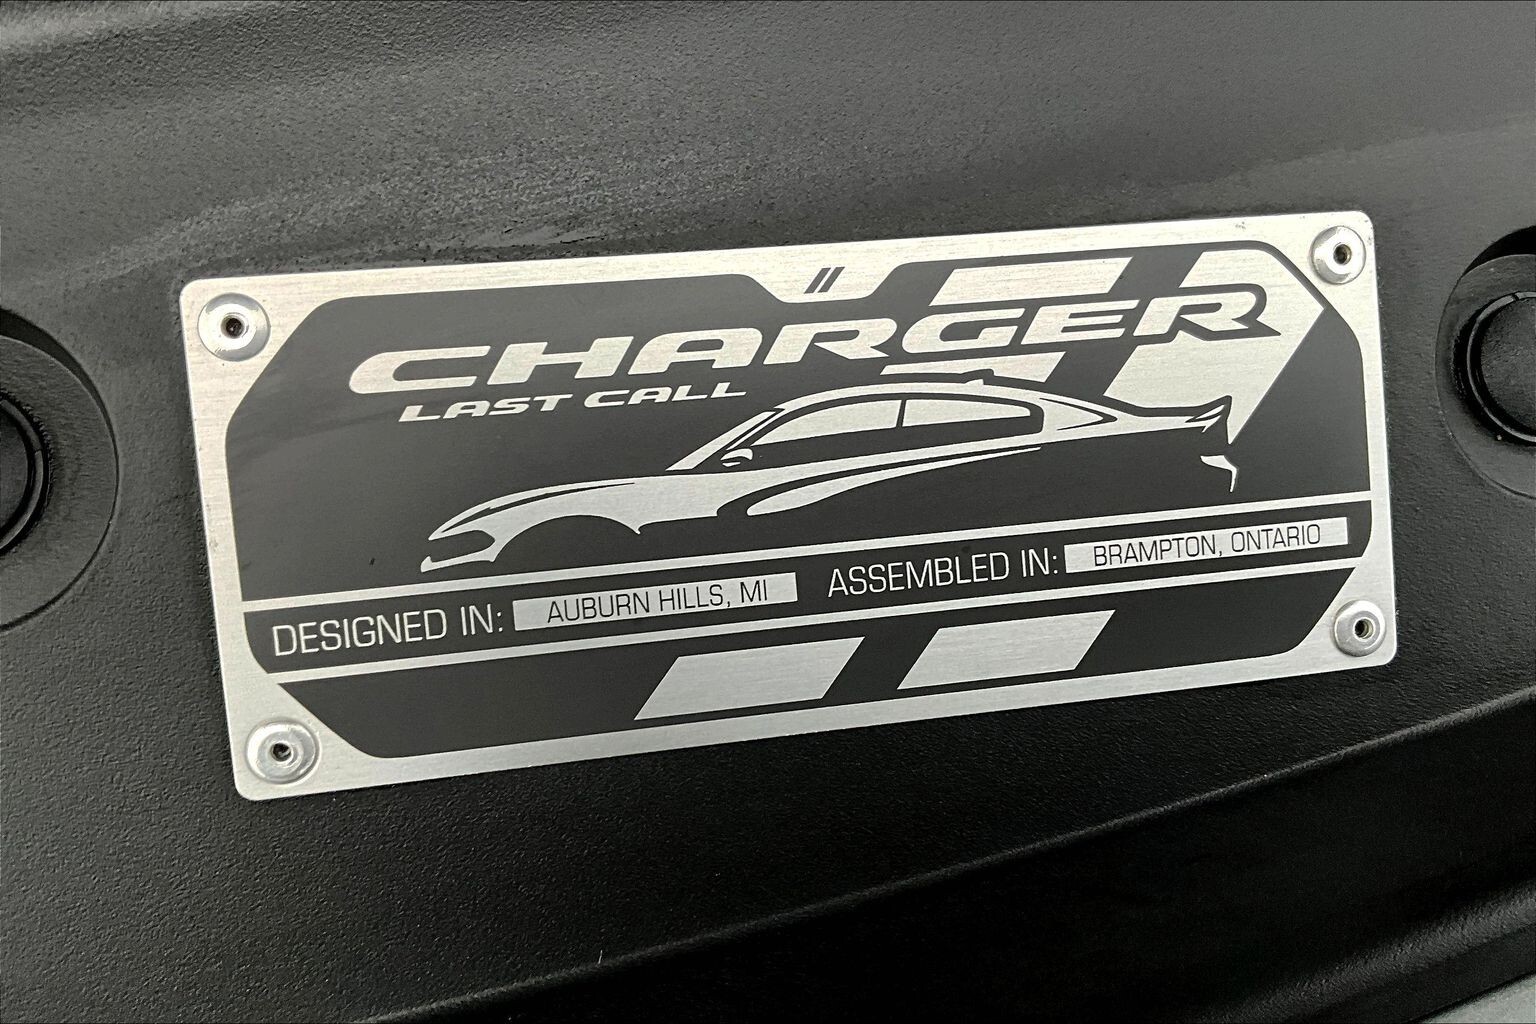 CHARGER
LAST CALL
DESIGNED IN: AUBURN HILLS, MI ASSEMBLED IN: BRAMPTON, ONTARIO